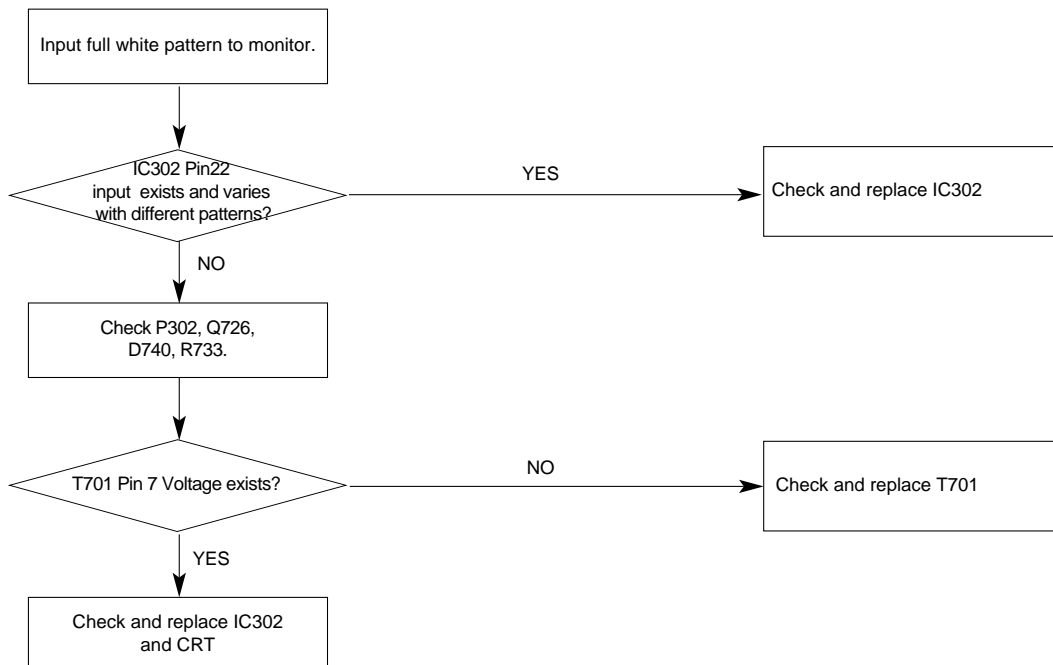 Input full white pattern to monitor.
IC302 Pin22
input exists and varies
with different patterns?
YES
Check and replace IC302
NO
Check P302, Q726,
D740, R733.
T701 Pin 7 Voltage exists?
NO
Check and replace T701
YES
Check and replace IC302
and CRT